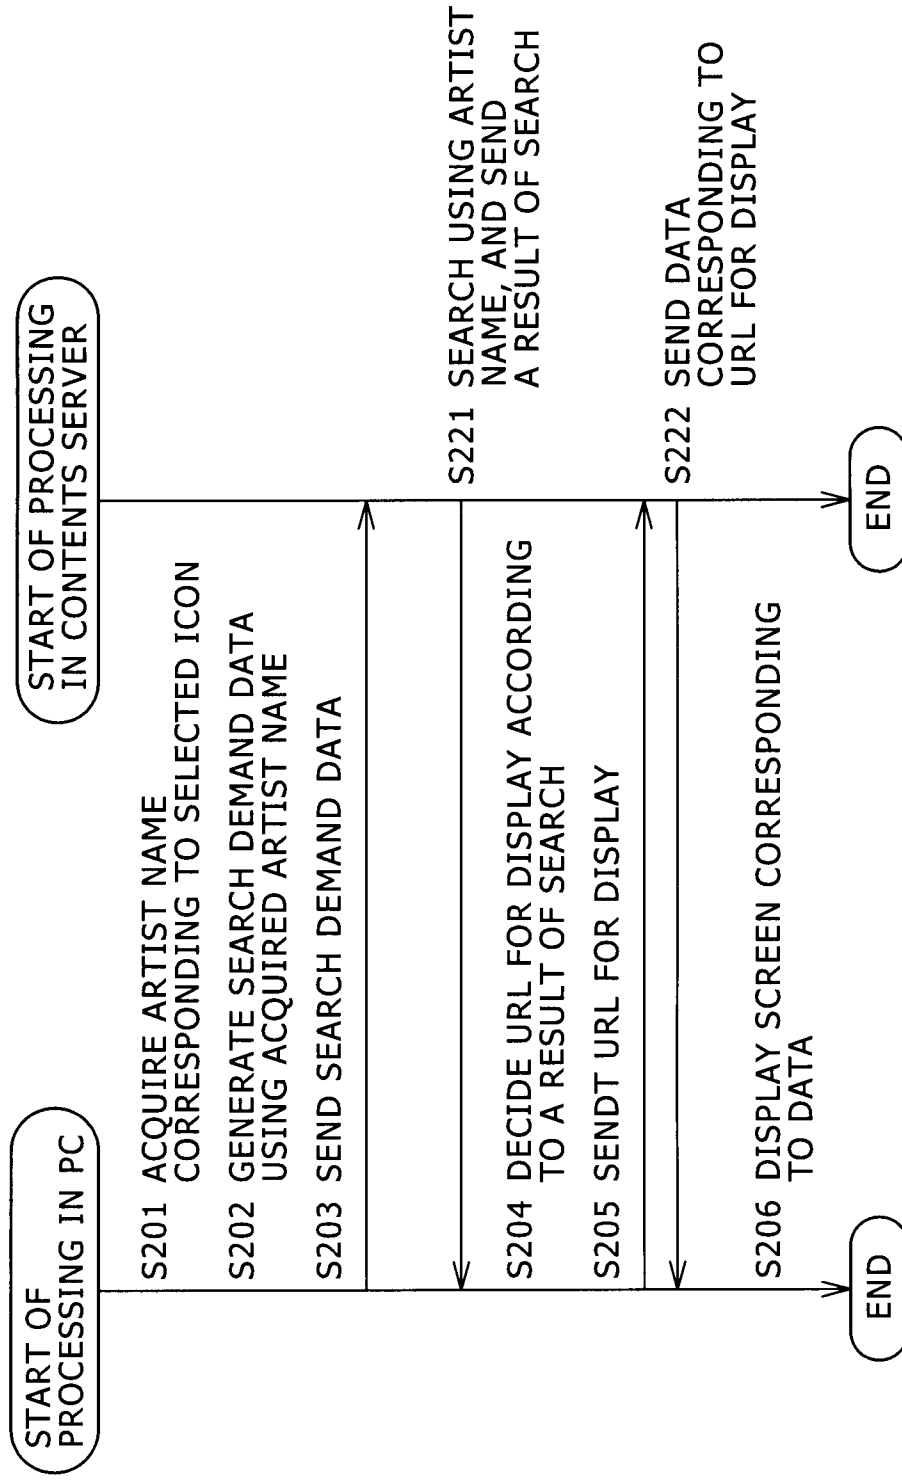 START OF
PROCESSING IN PC
START OF PROCESSING
IN CONTENTS SERVER
S201 ACQUIRE ARTIST NAME
CORRESPONDING TO SELECTED ICON
S202 GENERATE SEARCH DEMAND DATA
USING ACQUIRED ARTIST NAME
S203 SEND SEARCH DEMAND DATA
S221 SEARCH USING ARTIST
NAME, AND SEND
A RESULT OF SEARCH
S204 DECIDE URL FOR DISPLAY ACCORDING
TO A RESULT OF SEARCH
S205 SENDT URL FOR DISPLAY
S222 SEND DATA
CORRESPONDING TO
URL FOR DISPLAY
S206 DISPLAY SCREEN CORRESPONDING
TO DATA
END
END